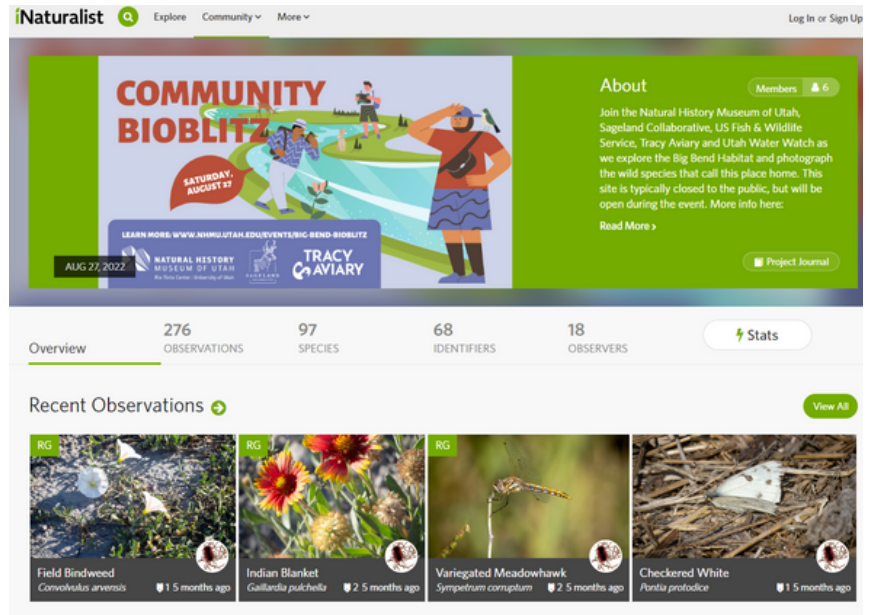 iNaturalist Explore Community More Log In or Sign Up
COMMUNITY
BIOBLITZ
SATURDAY,
AUGUST 27
LEARN MORE: WWW.NHMU.UTAH.EDU/EVENTS/BIG-BEND-BIOBLITZ
NATURAL HISTORY
MUSEUM OF UTAH
TRACY
AVIARY
AUG 27, 2022
About
Members 6
Join the Natural History Museum of Utah,
Sageland Collaborative, US Fish & Wildlife
Service, Tracy Aviary and Utah Water Watch as
we explore the Big Bend Habitat and photograph
the wild species that call this place home. This
site is typically closed to the public, but will be
open during the event. More info here:
Read More >
Project Journal
Overview
276
OBSERVATIONS
97
SPECIES
68
IDENTIFIERS
18
OBSERVERS
Stats
Recent Observations
View All
RG
Field Bindweed
Convolvulus arvensis 1 5 months ago
RG
Indian Blanket
Gaillardia pulchella 2 5 months ago
RG
Variegated Meadowhawk
Sympetrum corruptum 2 5 months ago
Checkered White
Pontia protodice 1 5 months ago